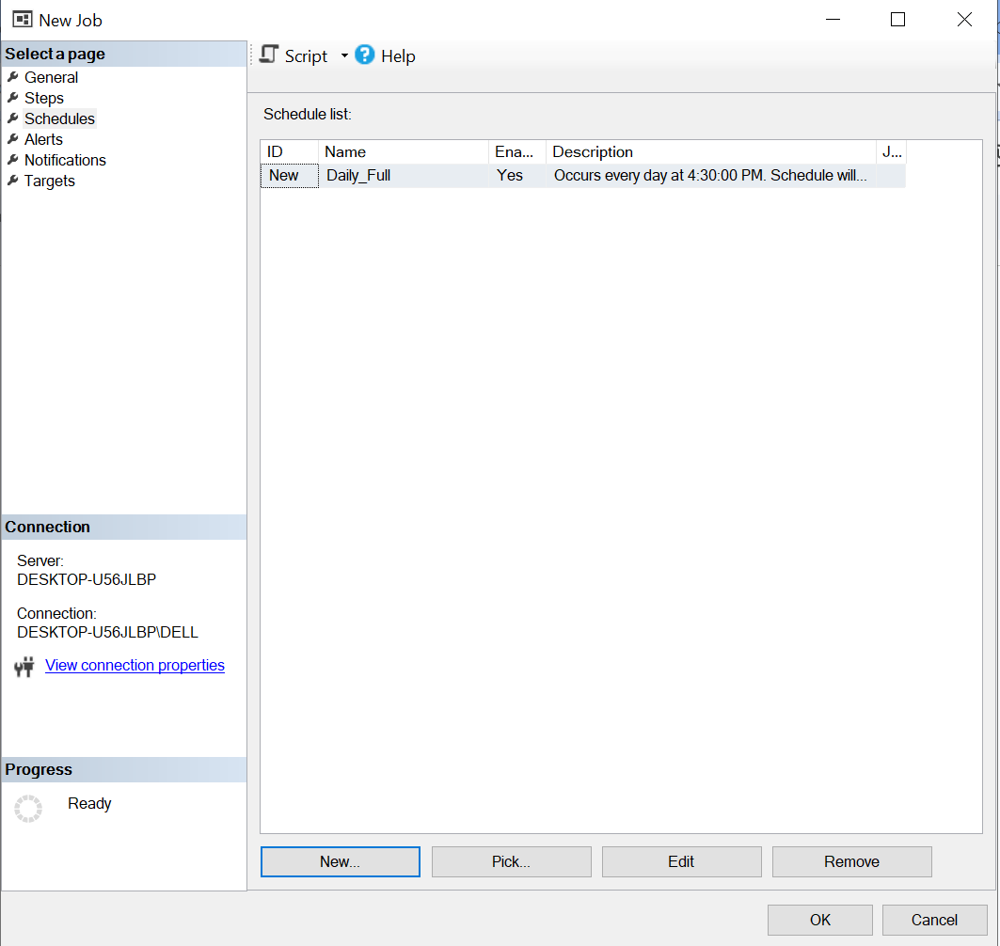 New Job
Select a page
General
Steps
Schedules
Alerts
Notifications
Targets
Script
Help
Schedule list:
ID Name Ena... Description J...
New Daily_Full Yes Occurs every day at 4:30:00 PM. Schedule will...
Connection
Server:
DESKTOP-U56JLBP
Connection:
DESKTOP-U56JLBP\DELL
View connection properties
Progress
Ready
New... Pick... Edit Remove
OK Cancel